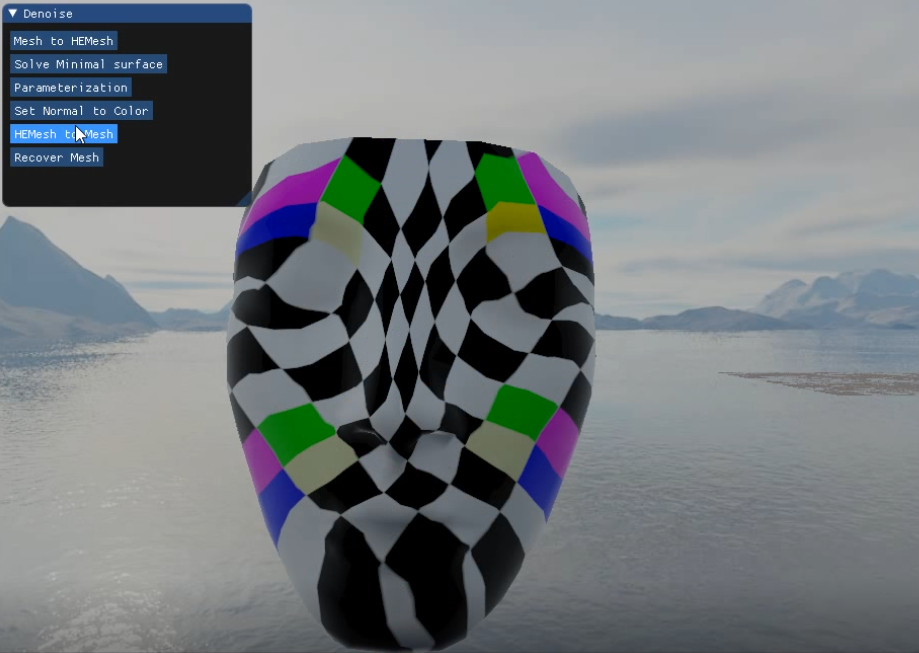 Denoise
Mesh to HEMesh
Solve Minimal surface
Parameterization
Set Normal to Color
HEMesh to Mesh
Recover Mesh